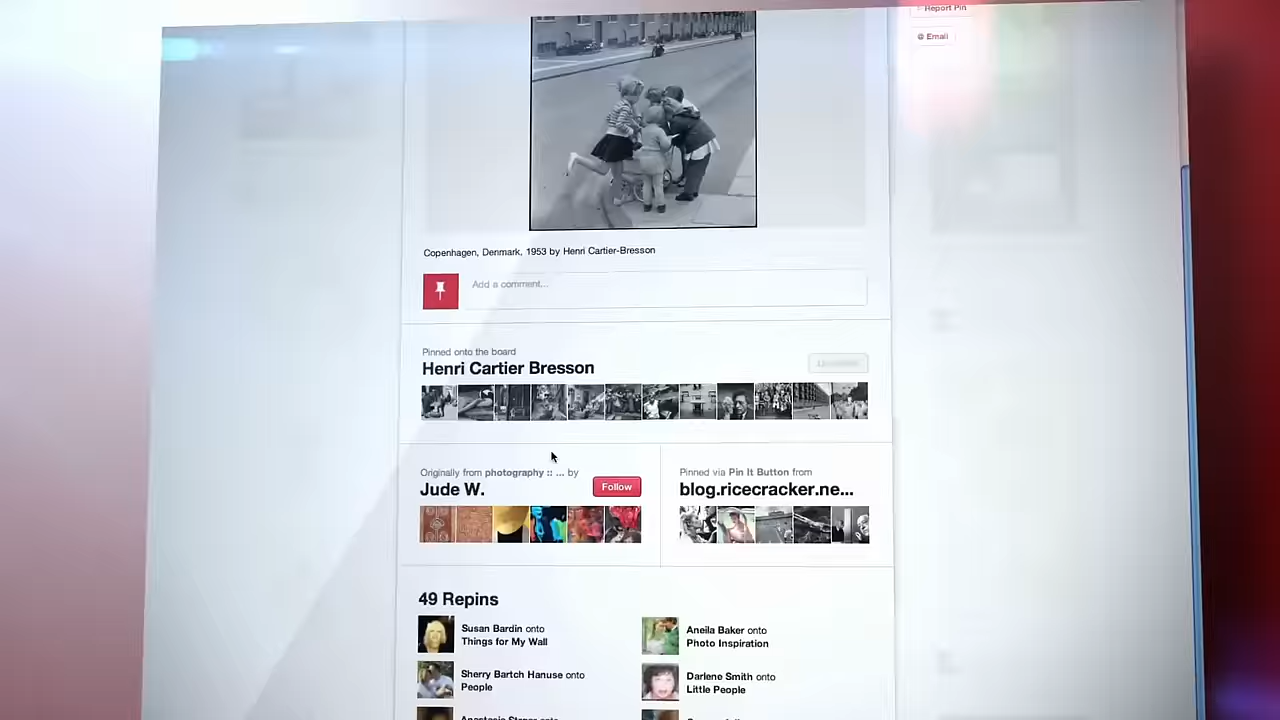 Report Pin
@ Email
Copenhagen, Denmark, 1953 by Henri Cartier-Bresson
Add a comment...
Pinned onto the board
Henri Cartier Bresson
Originally from photography :: ... by
Jude W.
Follow
Pinned via Pin It Button from
blog.ricecracker.ne...
49 Repins
Susan Bardin onto
Things for My Wall
Aneila Baker onto
Photo Inspiration
Sherry Bartch Hanuse onto
People
Darlene Smith onto
Little People